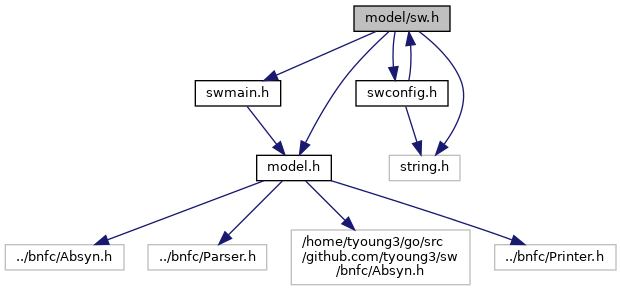 model/sw.h
swmain.h
swconfig.h
model.h
string.h
../bnfc/Absyn.h
../bnfc/Parser.h
/home/tyoung3/go/src
/github.com/tyoung3/sw
/bnfc/Absyn.h
../bnfc/Printer.h